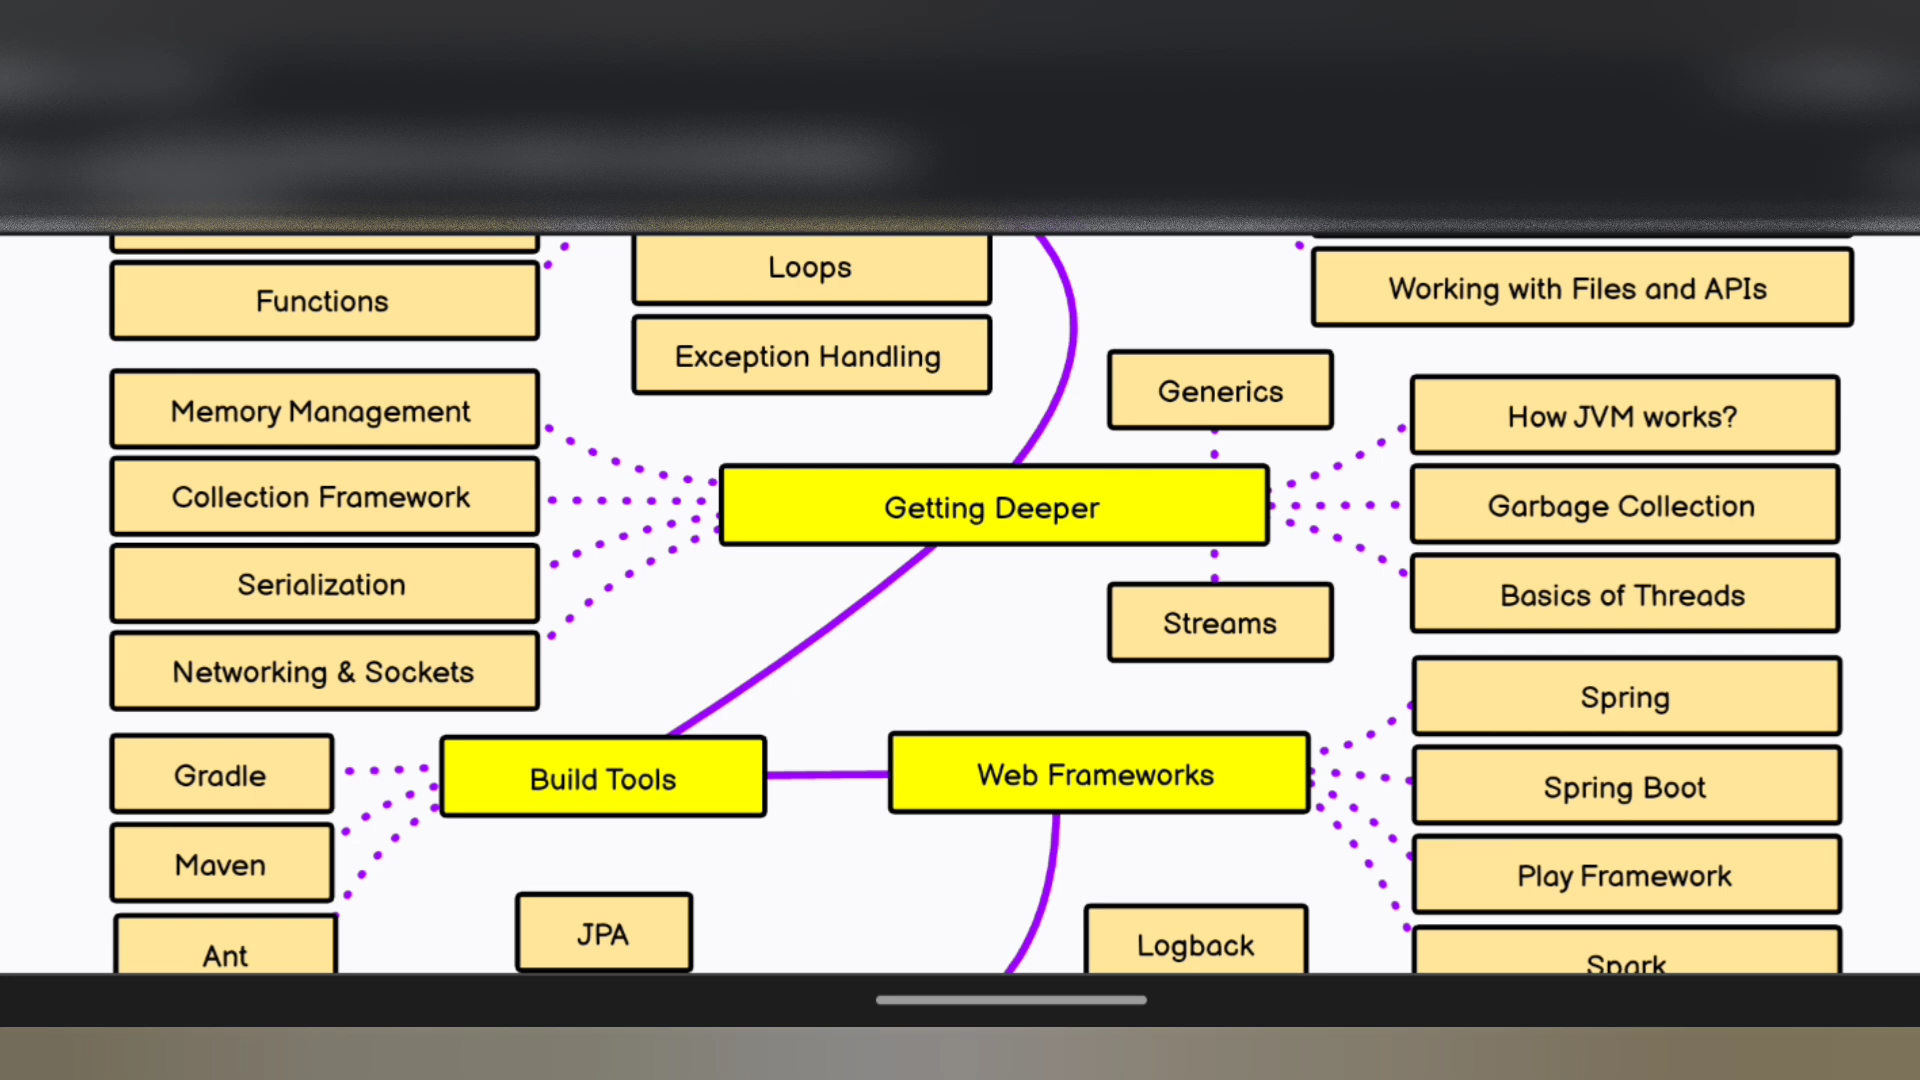 Loops
Functions
Working with Files and APIs
Exception Handling
Generics
Memory Management
How JVM works?
Collection Framework
Getting Deeper
Garbage Collection
Serialization
Basics of Threads
Streams
Networking & Sockets
Spring
Gradle
Build Tools
Web Frameworks
Spring Boot
Maven
Play Framework
JPA
Logback
Ant
Spark